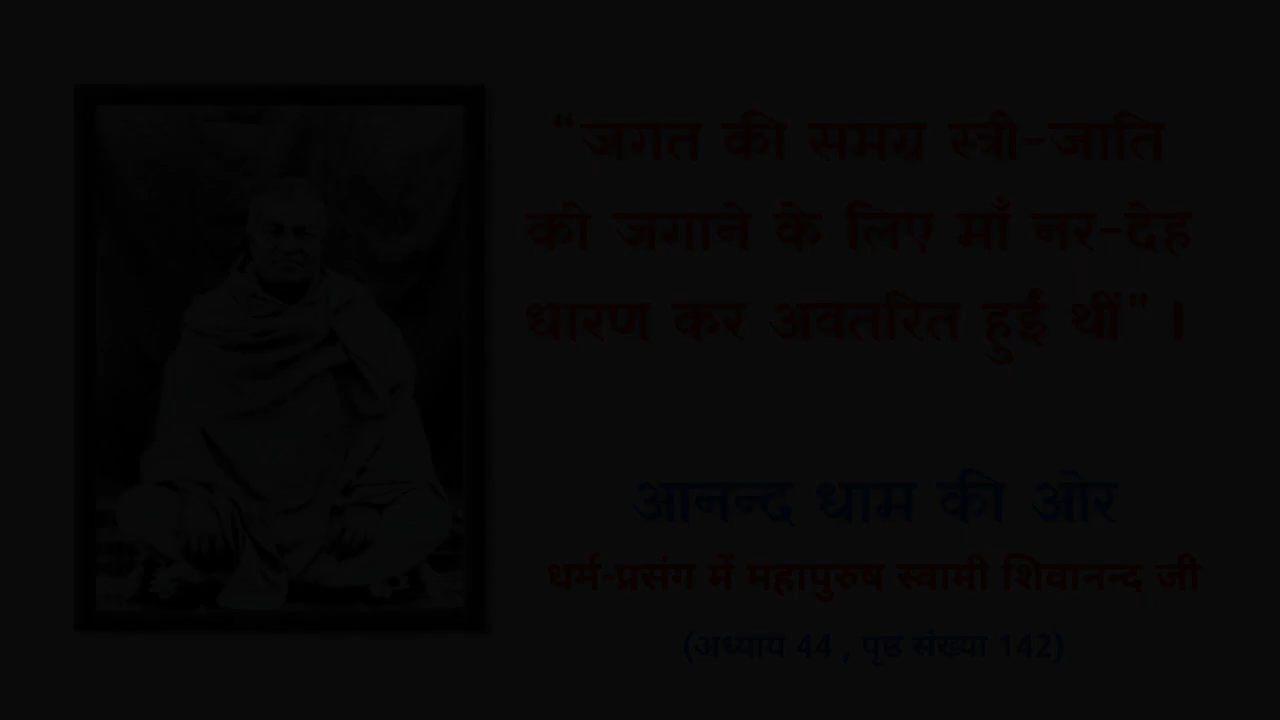 “जगत की समग्र स्त्री-जाति
को जगाने के लिए माँ नर-देह
धारण कर अवतरित हुईं थीं” ।
आनन्द धाम की ओर
धर्म-प्रसंग में महापुरुष स्वामी शिवानन्द जी
(अध्याय 44 , पृष्ठ संख्या 142)